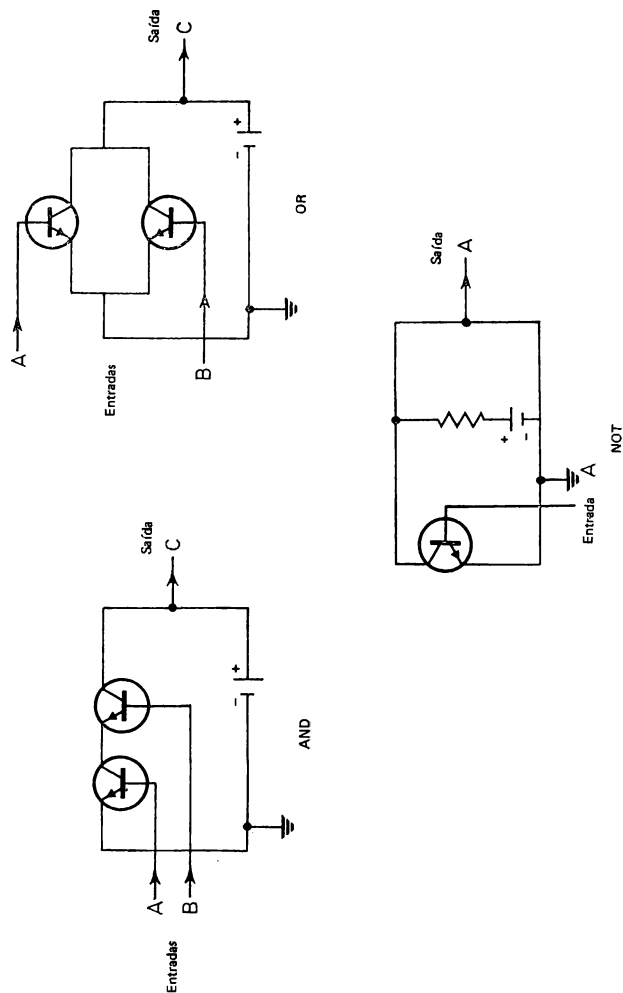 Entradas
A
B
Saída
C
- +
AND
A
Entradas
B
Saída
C
- +
OR
Saída
A
+
-
A
Entrada
NOT